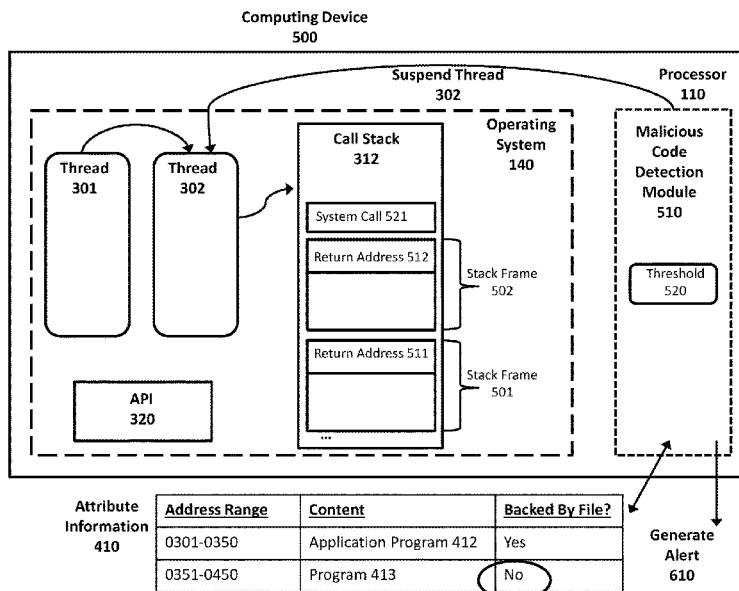 Computing Device
500
Suspend Thread
302
Processor
110
Operating
System
140
Thread
301
Thread
302
Call Stack
312
System Call 521
Return Address 512
Stack Frame
502
Return Address 511
Stack Frame
501
...
API
320
Malicious
Code
Detection
Module
510
Threshold
520
Attribute
Information
410
Address Range Content Backed By File?
0301-0350 Application Program 412 Yes
0351-0450 Program 413 No
Generate
Alert
610